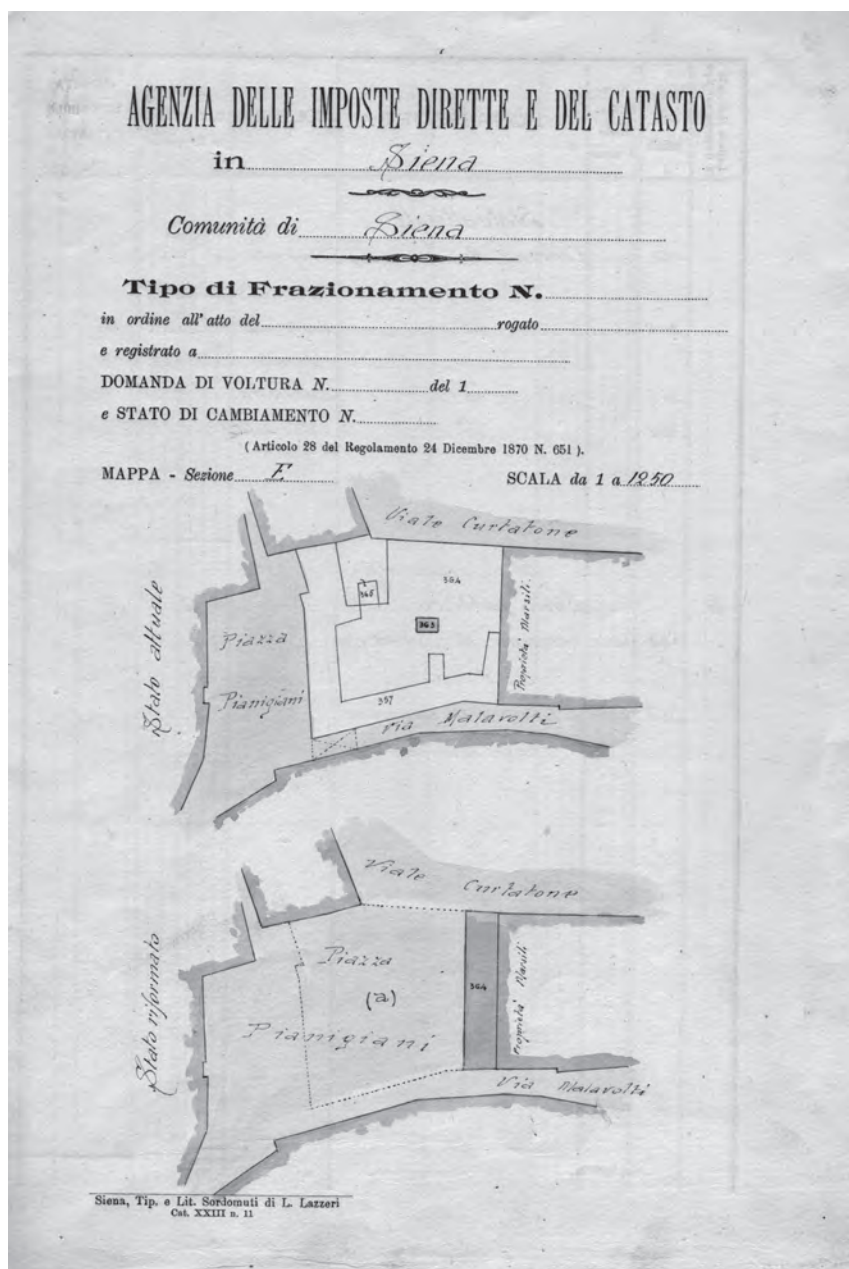 AGENZIA DELLE IMPOSTE DIRETTE E DEL CATASTO
in Siena
Comunità di Siena
Tipo di Frazionamento N.
in ordine all'atto del rogato
e registrato a
DOMANDA DI VOLTURA N. del 1
e STATO DI CAMBIAMENTO N.
( Articolo 28 del Regolamento 24 Dicembre 1870 N. 651 ).
MAPPA - Sezione E. SCALA da 1 a 1250
Stato attuale
Viale Curtatone
365
364
363
Piazza
Pianigiani
Proprietà Marsili
357
Via Malavolti
Stato riformato
Viale Curtatone
Piazza
(a)
Pianigiani
364
Proprietà Marsili
Via Malavolti
Siena, Tip. e Lit. Sordomuti di L. Lazzeri
Cat. XXIII n. 11